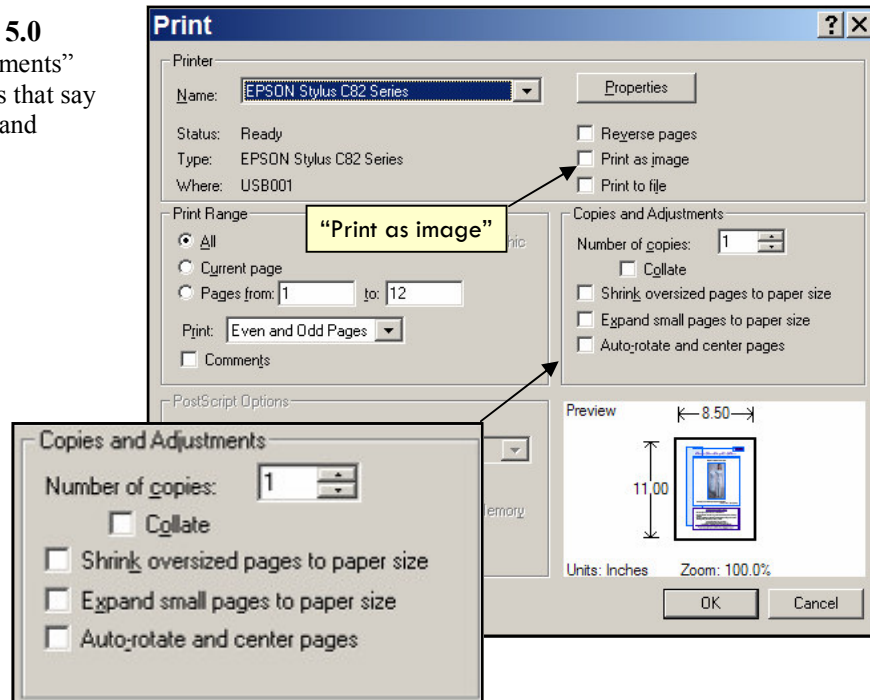 5.0
ments”
s that say
and
Print
Printer
Name: EPSON Stylus C82 Series
Properties
Status: Ready
Type: EPSON Stylus C82 Series
Where: USB001
Reverse pages
Print as image
Print to file
“Print as image”
Print Range
All
hic
Current page
Pages from: 1 to: 12
Print: Even and Odd Pages
Comments
Copies and Adjustments
Number of copies: 1
Collate
Shrink oversized pages to paper size
Expand small pages to paper size
Auto-rotate and center pages
PostScript Options
emory
Preview
8.50
11.00
Units: Inches Zoom: 100.0%
OK Cancel
Copies and Adjustments
Number of copies: 1
Collate
Shrink oversized pages to paper size
Expand small pages to paper size
Auto-rotate and center pages